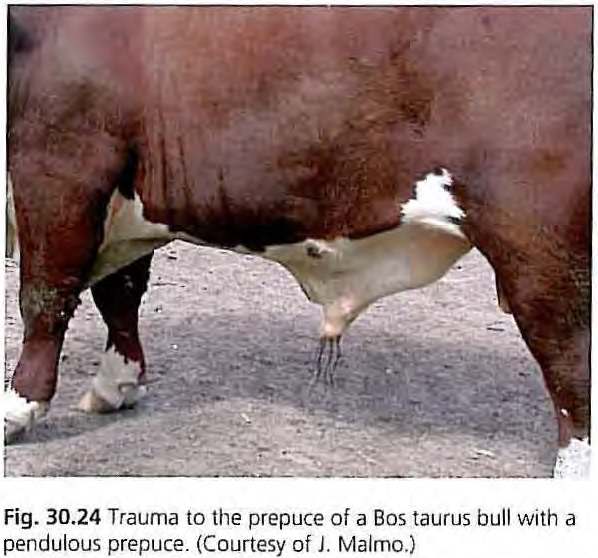 Fig. 30.24 Trauma to the prepuce of a Bos taurus bull with a
pendulous prepuce. (Courtesy of J. Malmo.)